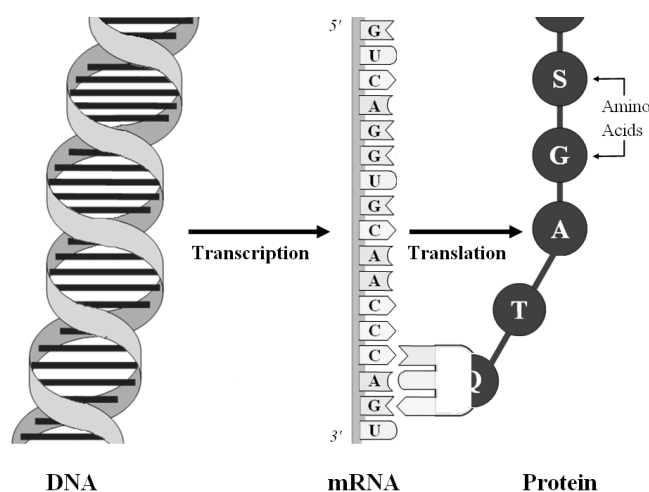 5'
G
U
C
A
G
G
U
G
C
A
A
C
C
C
A
G
U
3'
S
G
A
T
Q
Amino
Acids
Transcription
Translation
DNA
mRNA
Protein